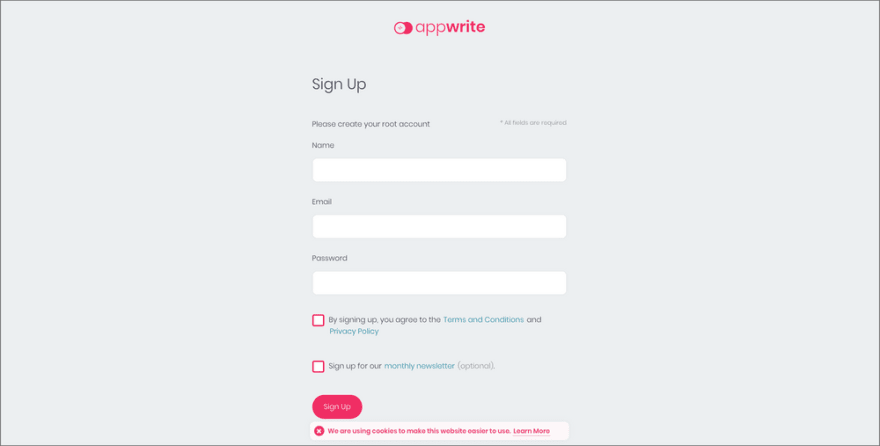 appwrite
Sign Up
Please create your root account
* All fields are required
Name
Email
Password
By signing up, you agree to the Terms and Conditions and
Privacy Policy
Sign up for our monthly newsletter (optional).
Sign Up
We are using cookies to make this website easier to use. Learn More